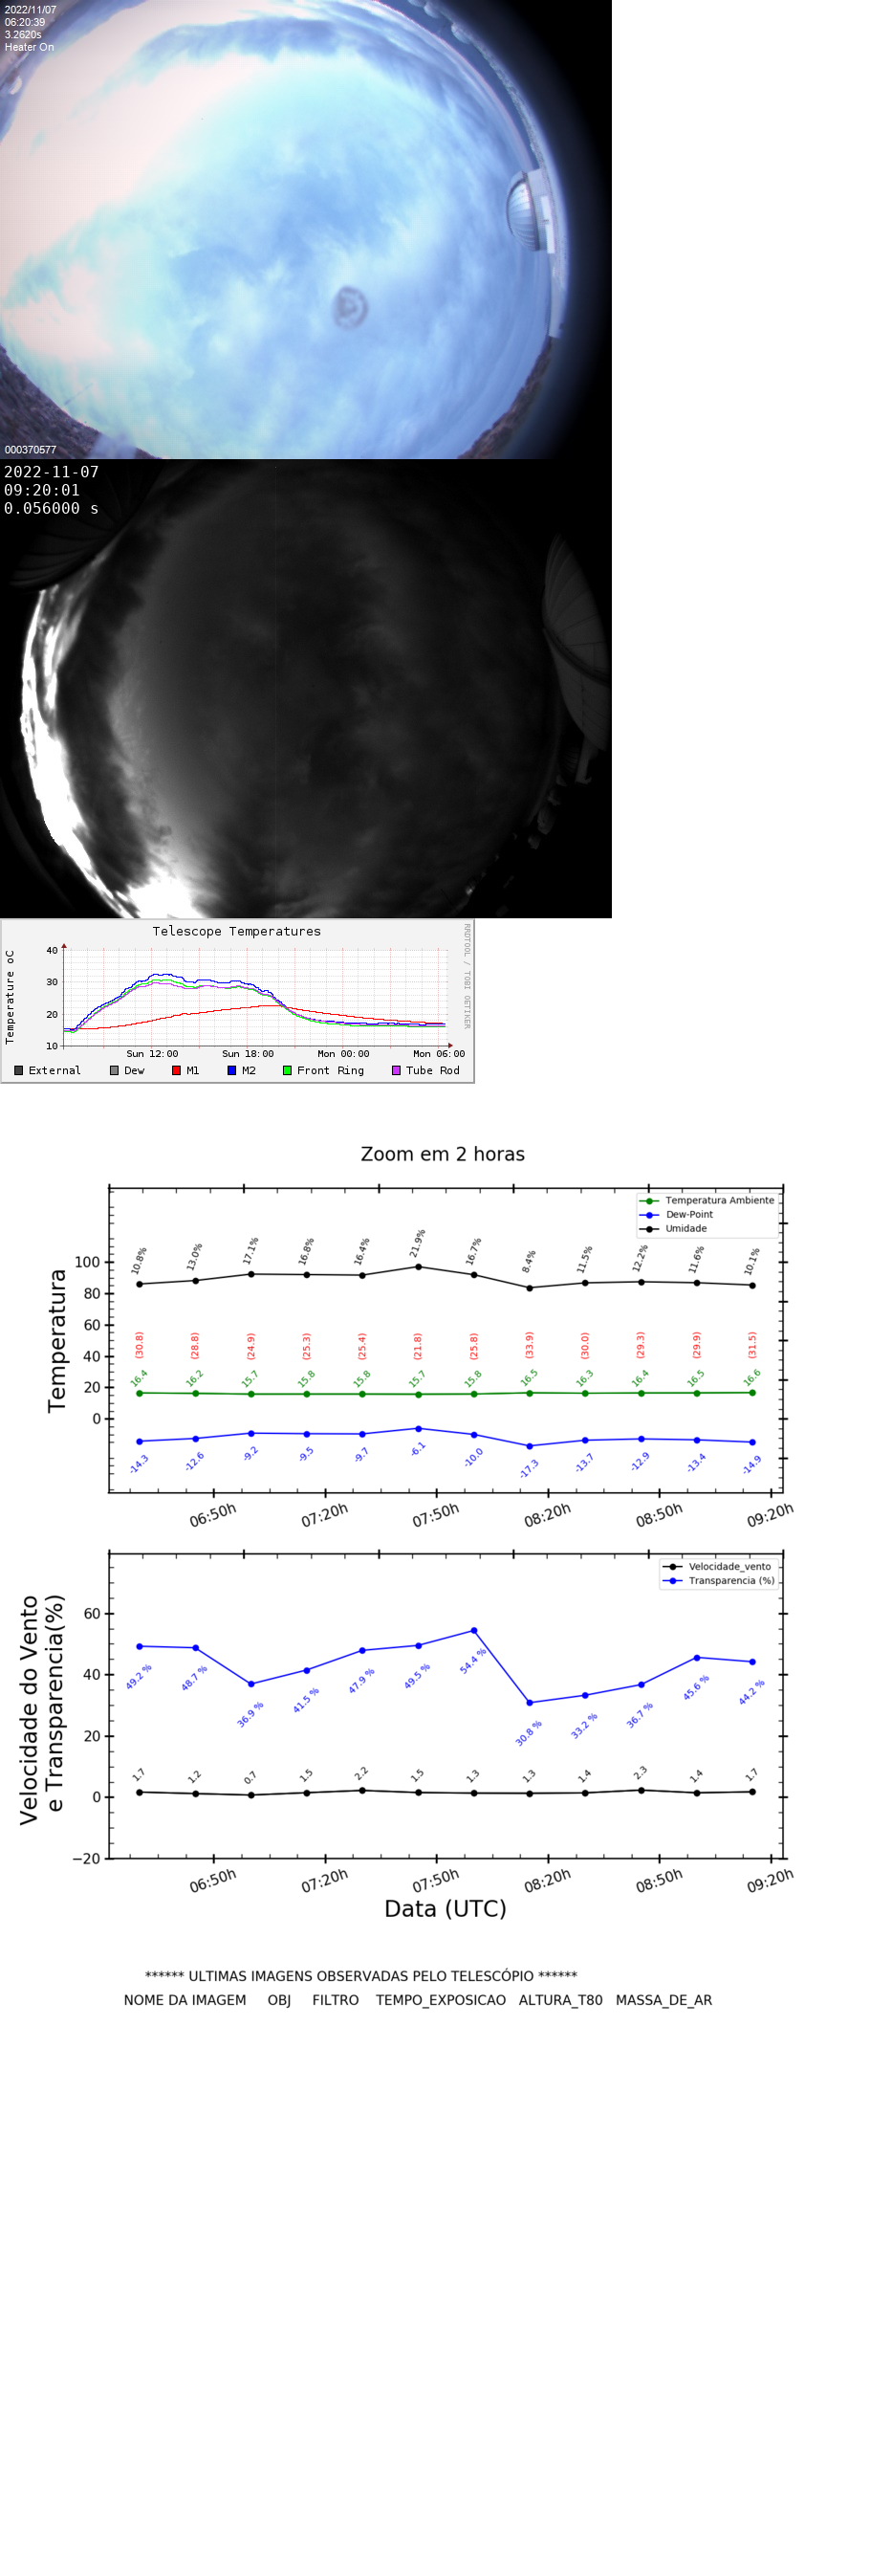 2022/11/07
06:20:39
3.2620s
Heater On
000370577
2022-11-07
09:20:01
0.056000 s
Telescope Temperatures
RRDTOOL / TOBI OETIKER
Temperature oC
40
30
20
10
Sun 12:00 Sun 18:00 Mon 00:00 Mon 06:00
External Dew M1 M2 Front Ring Tube Rod
Zoom em 2 horas
Temperatura Ambiente
Dew-Point
Umidade
Temperatura
100
80
60
40
20
0
10.8% 13.0% 17.1% 16.8% 16.4% 21.9% 16.7% 8.4% 11.5% 12.2% 11.6% 10.1%
(30.8) (28.8) (24.9) (25.3) (25.4) (21.8) (25.8) (33.9) (30.0) (29.3) (29.9) (31.5)
16.4 16.2 15.7 15.8 15.8 15.7 15.8 16.5 16.3 16.4 16.5 16.6
-14.3 -12.6 -9.2 -9.5 -9.7 -6.1 -10.0 -17.3 -13.7 -12.9 -13.4 -14.9
06:50h 07:20h 07:50h 08:20h 08:50h 09:20h
Velocidade_vento
Transparencia (%)
Velocidade do Vento
e Transparencia(%)
60
40
20
0
−20
49.2 % 48.7 % 36.9 % 41.5 % 47.9 % 49.5 % 54.4 % 30.8 % 33.2 % 36.7 % 45.6 % 44.2 %
1.7 1.2 0.7 1.5 2.2 1.5 1.3 1.3 1.4 2.3 1.4 1.7
06:50h 07:20h 07:50h 08:20h 08:50h 09:20h
Data (UTC)
****** ULTIMAS IMAGENS OBSERVADAS PELO TELESCÓPIO ******
NOME DA IMAGEM OBJ FILTRO TEMPO_EXPOSICAO ALTURA_T80 MASSA_DE_AR